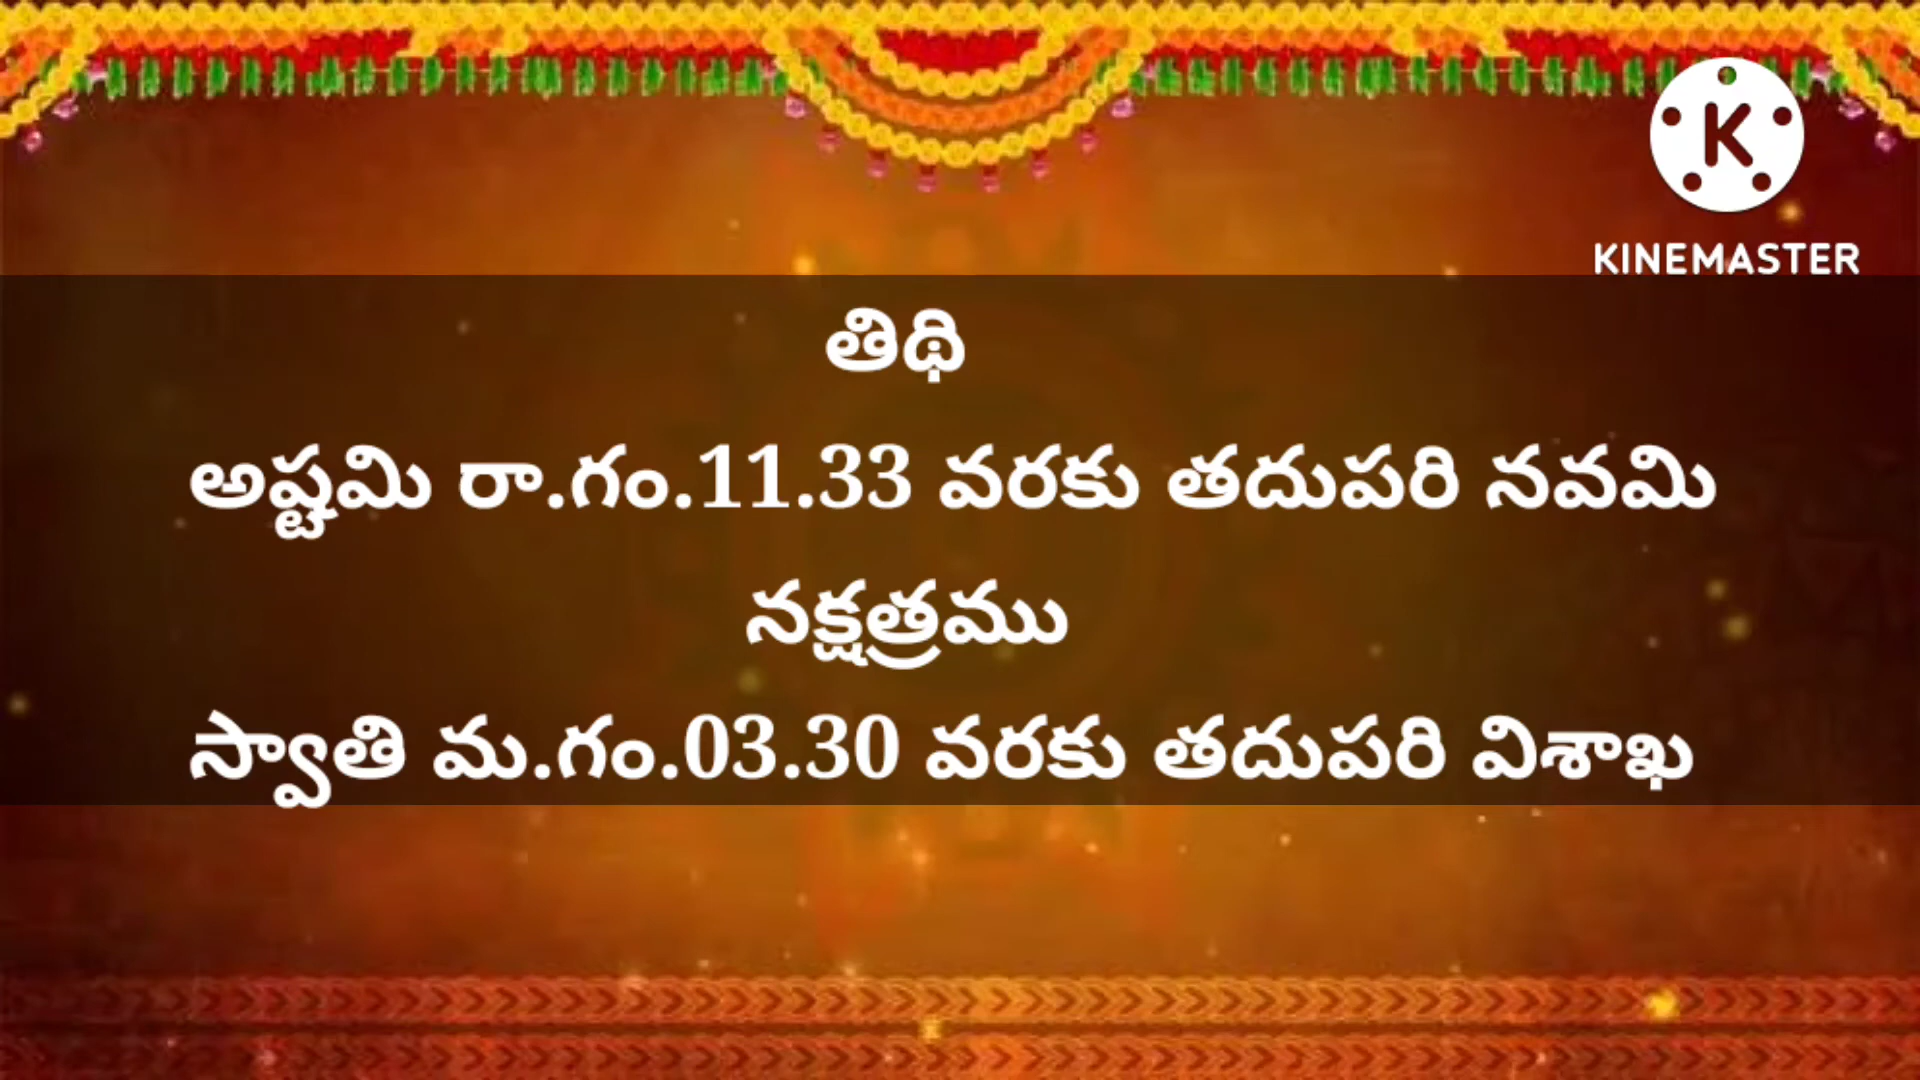 KINEMASTER
తిథి
అష్టమి రా.గం.11.33 వరకు తదుపరి నవమి
నక్షత్రము
స్వాతి మ.గం.03.30 వరకు తదుపరి విశాఖ